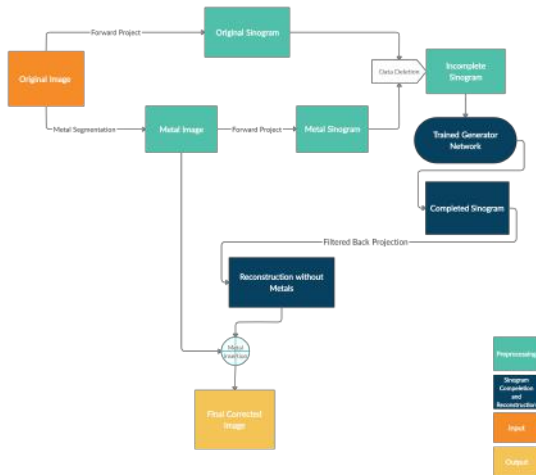 Forward Project
Original Sinogram
Original Image
Data Deletion
Incomplete
Sinogram
Metal Segmentation
Metal Image
Forward Project
Metal Sinogram
Trained Generator
Network
Completed Sinogram
Filtered Back Projection
Reconstruction without
Metals
Metal
Insertion
Final Corrected
Image
Preprocessing
Sinogram
Completion
and
Reconstruction
Input
Output